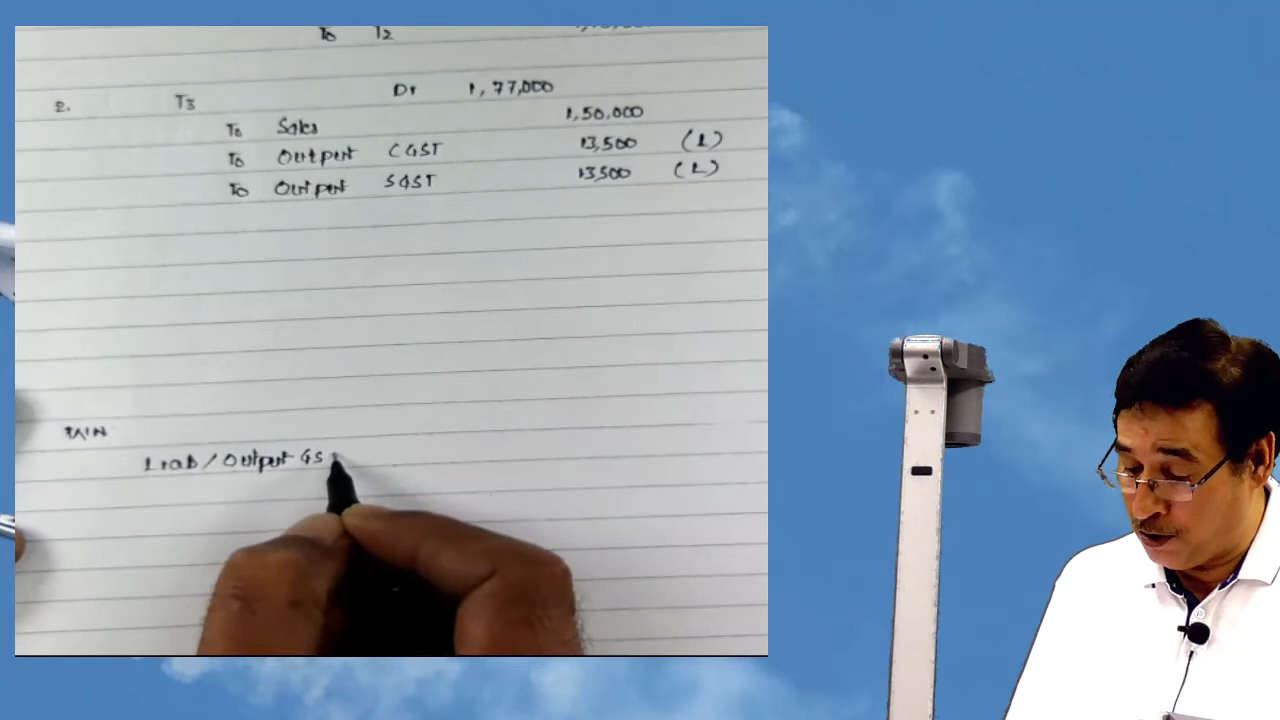 To T2
2. T3 Dr 1,77,000
To Sales 1,50,000
To Output CGST 13,500 (L)
To Output SGST 13,500 (L)
Liab / Output GS